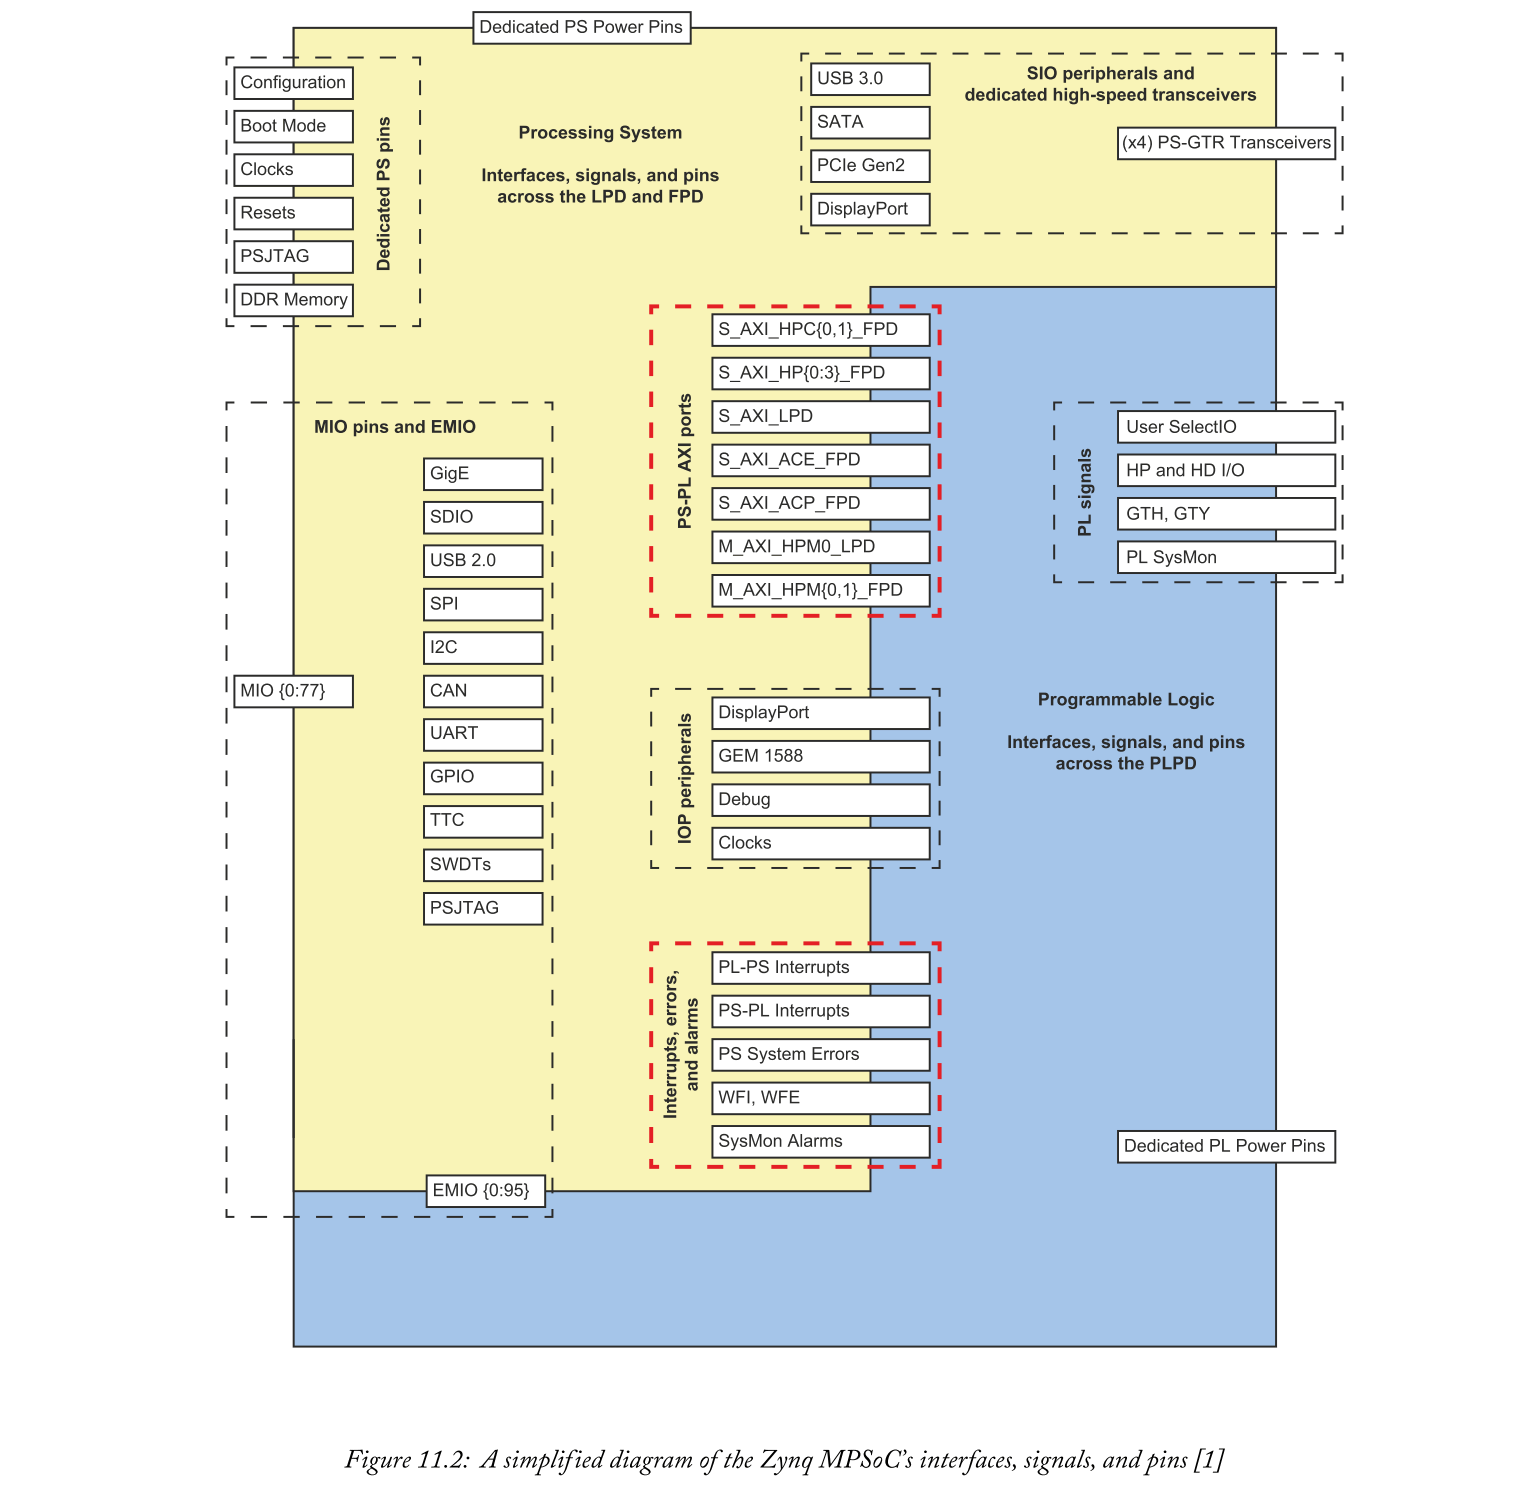 Dedicated PS Power Pins
Configuration
Boot Mode
Clocks
Resets
PSJTAG
DDR Memory
Dedicated PS pins
Processing System
Interfaces, signals, and pins
across the LPD and FPD
USB 3.0
SATA
PCIe Gen2
DisplayPort
SIO peripherals and
dedicated high-speed transceivers
(x4) PS-GTR Transceivers
MIO pins and EMIO
GigE
SDIO
USB 2.0
SPI
I2C
CAN
UART
GPIO
TTC
SWDTs
PSJTAG
MIO {0:77}
EMIO {0:95}
PS-PL AXI ports
S_AXI_HPC{0,1}_FPD
S_AXI_HP{0:3}_FPD
S_AXI_LPD
S_AXI_ACE_FPD
S_AXI_ACP_FPD
M_AXI_HPM0_LPD
M_AXI_HPM{0,1}_FPD
IOP peripherals
DisplayPort
GEM 1588
Debug
Clocks
Interrupts, errors,
and alarms
PL-PS Interrupts
PS-PL Interrupts
PS System Errors
WFI, WFE
SysMon Alarms
PL signals
User SelectIO
HP and HD I/O
GTH, GTY
PL SysMon
Programmable Logic
Interfaces, signals, and pins
across the PLPD
Dedicated PL Power Pins
Figure 11.2: A simplified diagram of the Zynq MPSoC’s interfaces, signals, and pins [1]